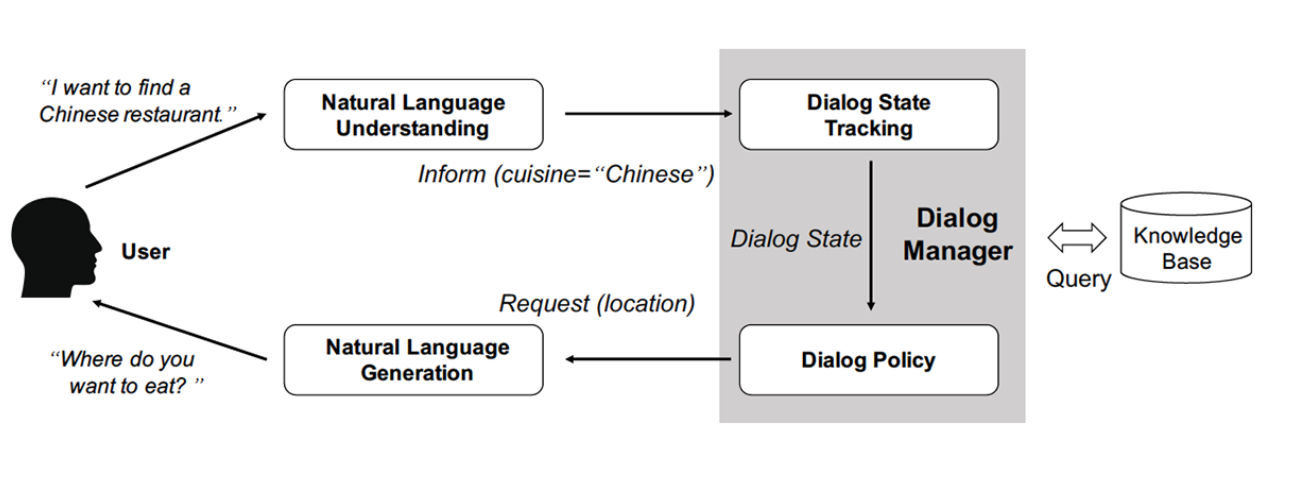 “I want to find a
Chinese restaurant.”
Natural Language
Understanding
Dialog State
Tracking
Inform (cuisine=“Chinese”)
User
Dialog State
Dialog
Manager
Knowledge
Base
Query
Request (location)
“Where do you
want to eat? ”
Natural Language
Generation
Dialog Policy